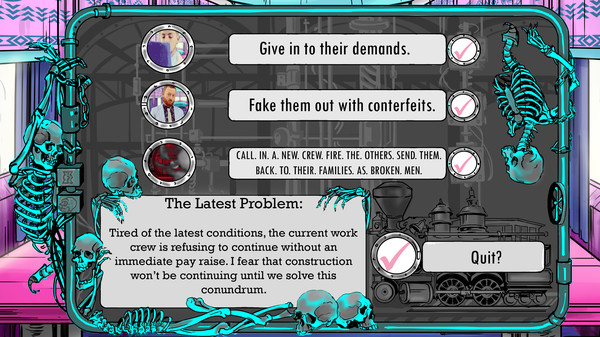 Give in to their demands.
Fake them out with conterfeits.
CALL. IN. A. NEW. CREW. FIRE. THE. OTHERS. SEND. THEM.
BACK. TO. THEIR. FAMILIES. AS. BROKEN. MEN.
The Latest Problem:
Tired of the latest conditions, the current work
crew is refusing to continue without an
immediate pay raise. I fear that construction
won't be continuing until we solve this
conundrum.
Quit?